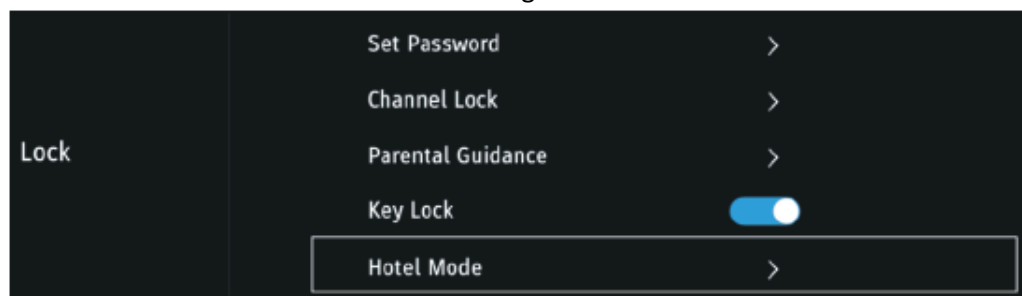 Set Password
Channel Lock
Lock
Parental Guidance
Key Lock
Hotel Mode